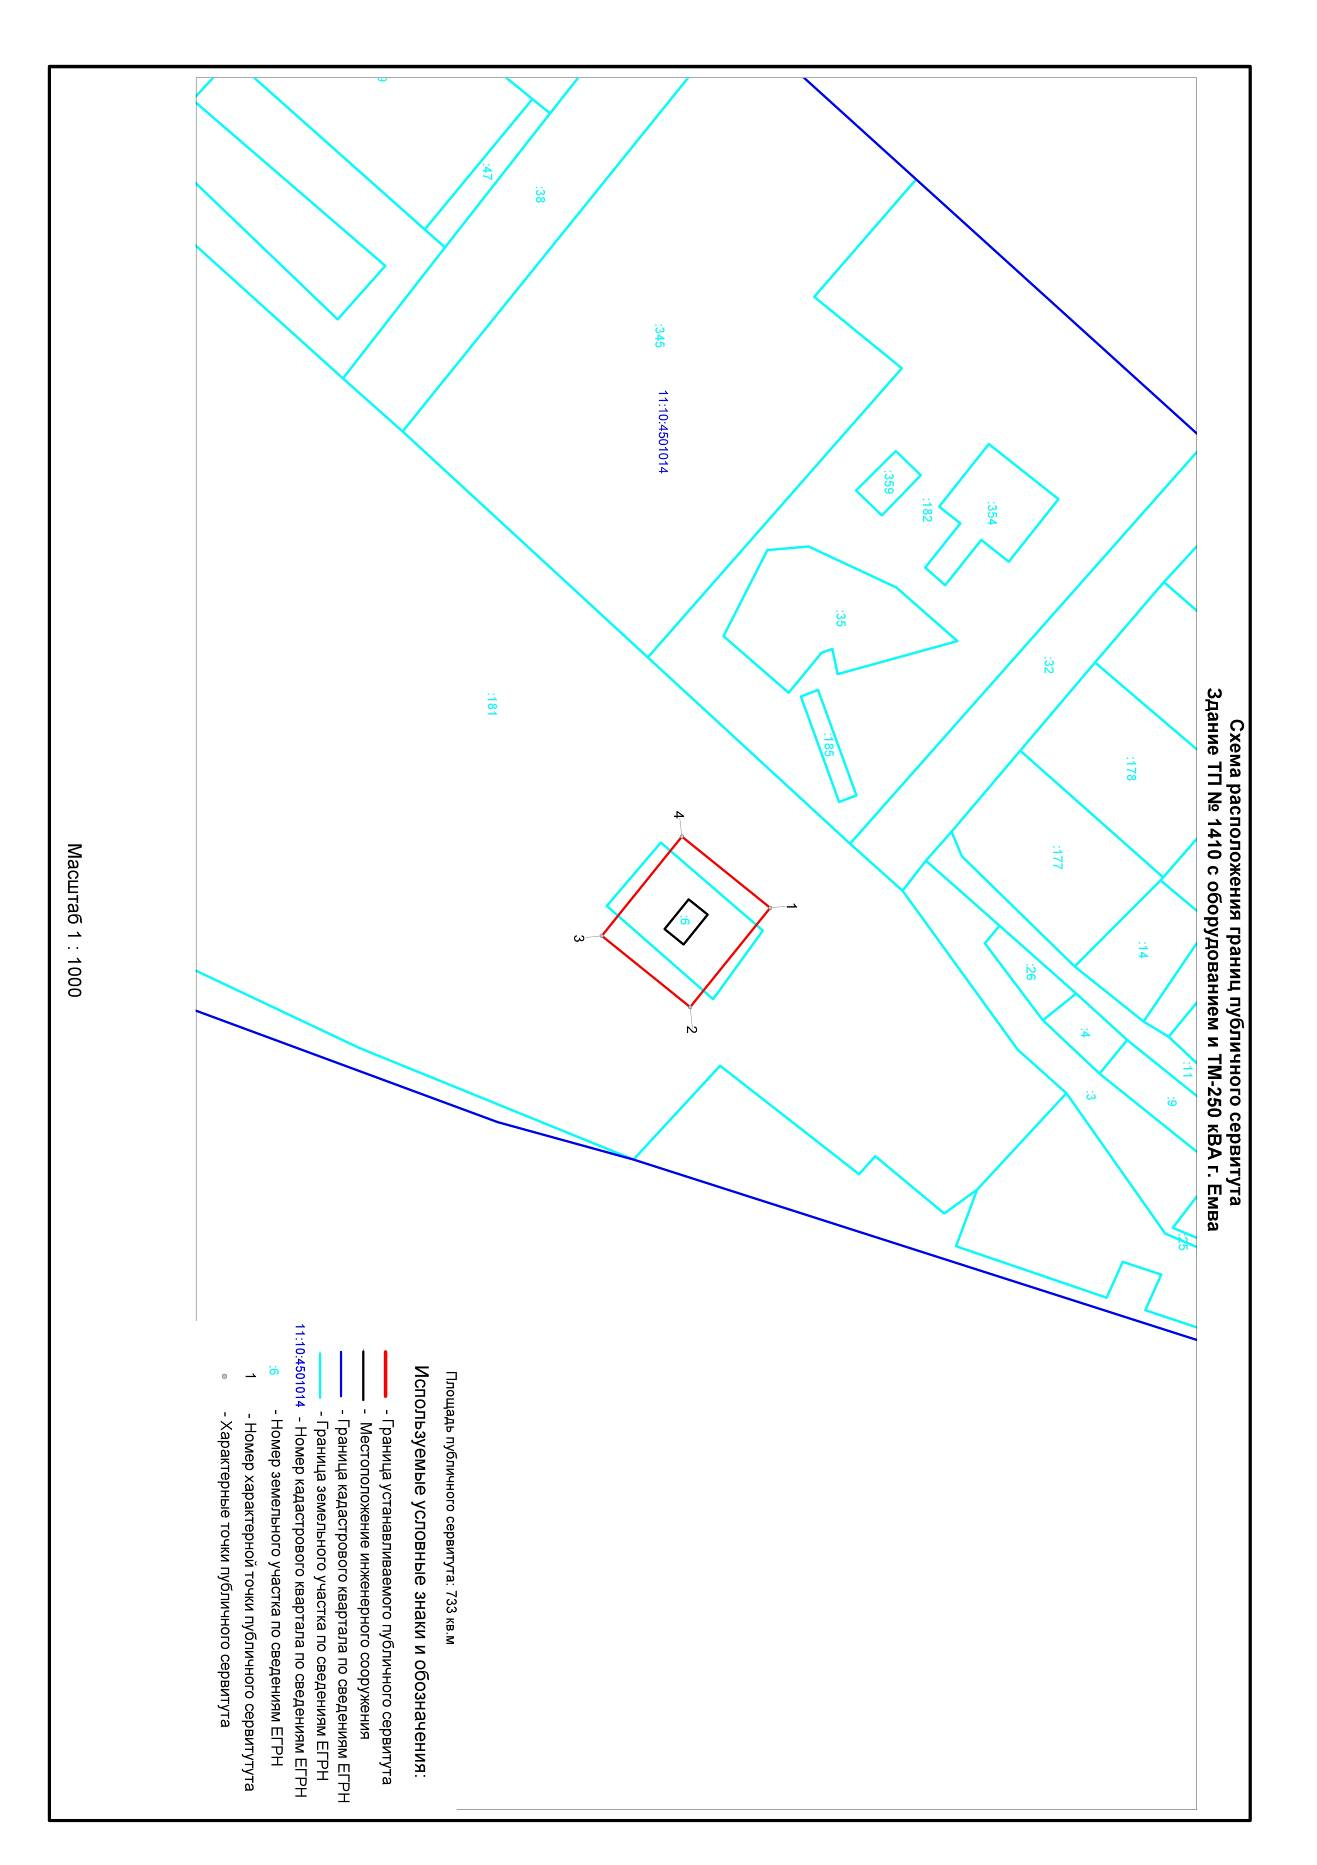 Схема расположения границ публичного сервитута
Здание ТП № 1410 с оборудованием и ТМ-250 кВА г. Емва
:47
:38
:345
11:10:4501014
:359
:182
:354
:35
:32
:185
:181
:178
:177
:14
:26
:4
:11
:9
:3
:25
:6
4
1
3
2
Площадь публичного сервитута: 733 кв.м
Используемые условные знаки и обозначения:
- Граница устанавливаемого публичного сервитута
- Местоположение инженерного сооружения
- Граница кадастрового квартала по сведениям ЕГРН
- Граница земельного участка по сведениям ЕГРН
11:10:4501014 - Номер кадастрового квартала по сведениям ЕГРН
:6 - Номер земельного участка по сведениям ЕГРН
1 - Номер характерной точки публичного сервитутута
- Характерные точки публичного сервитута
Масштаб 1 : 1000